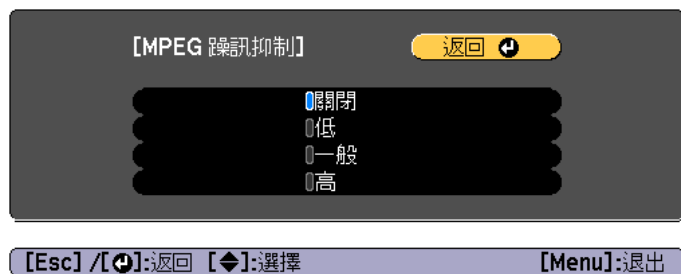 [MPEG 躁訊抑制] 返回
關閉
低
一般
高
[Esc] /[]:返回 []:選擇 [Menu]:退出